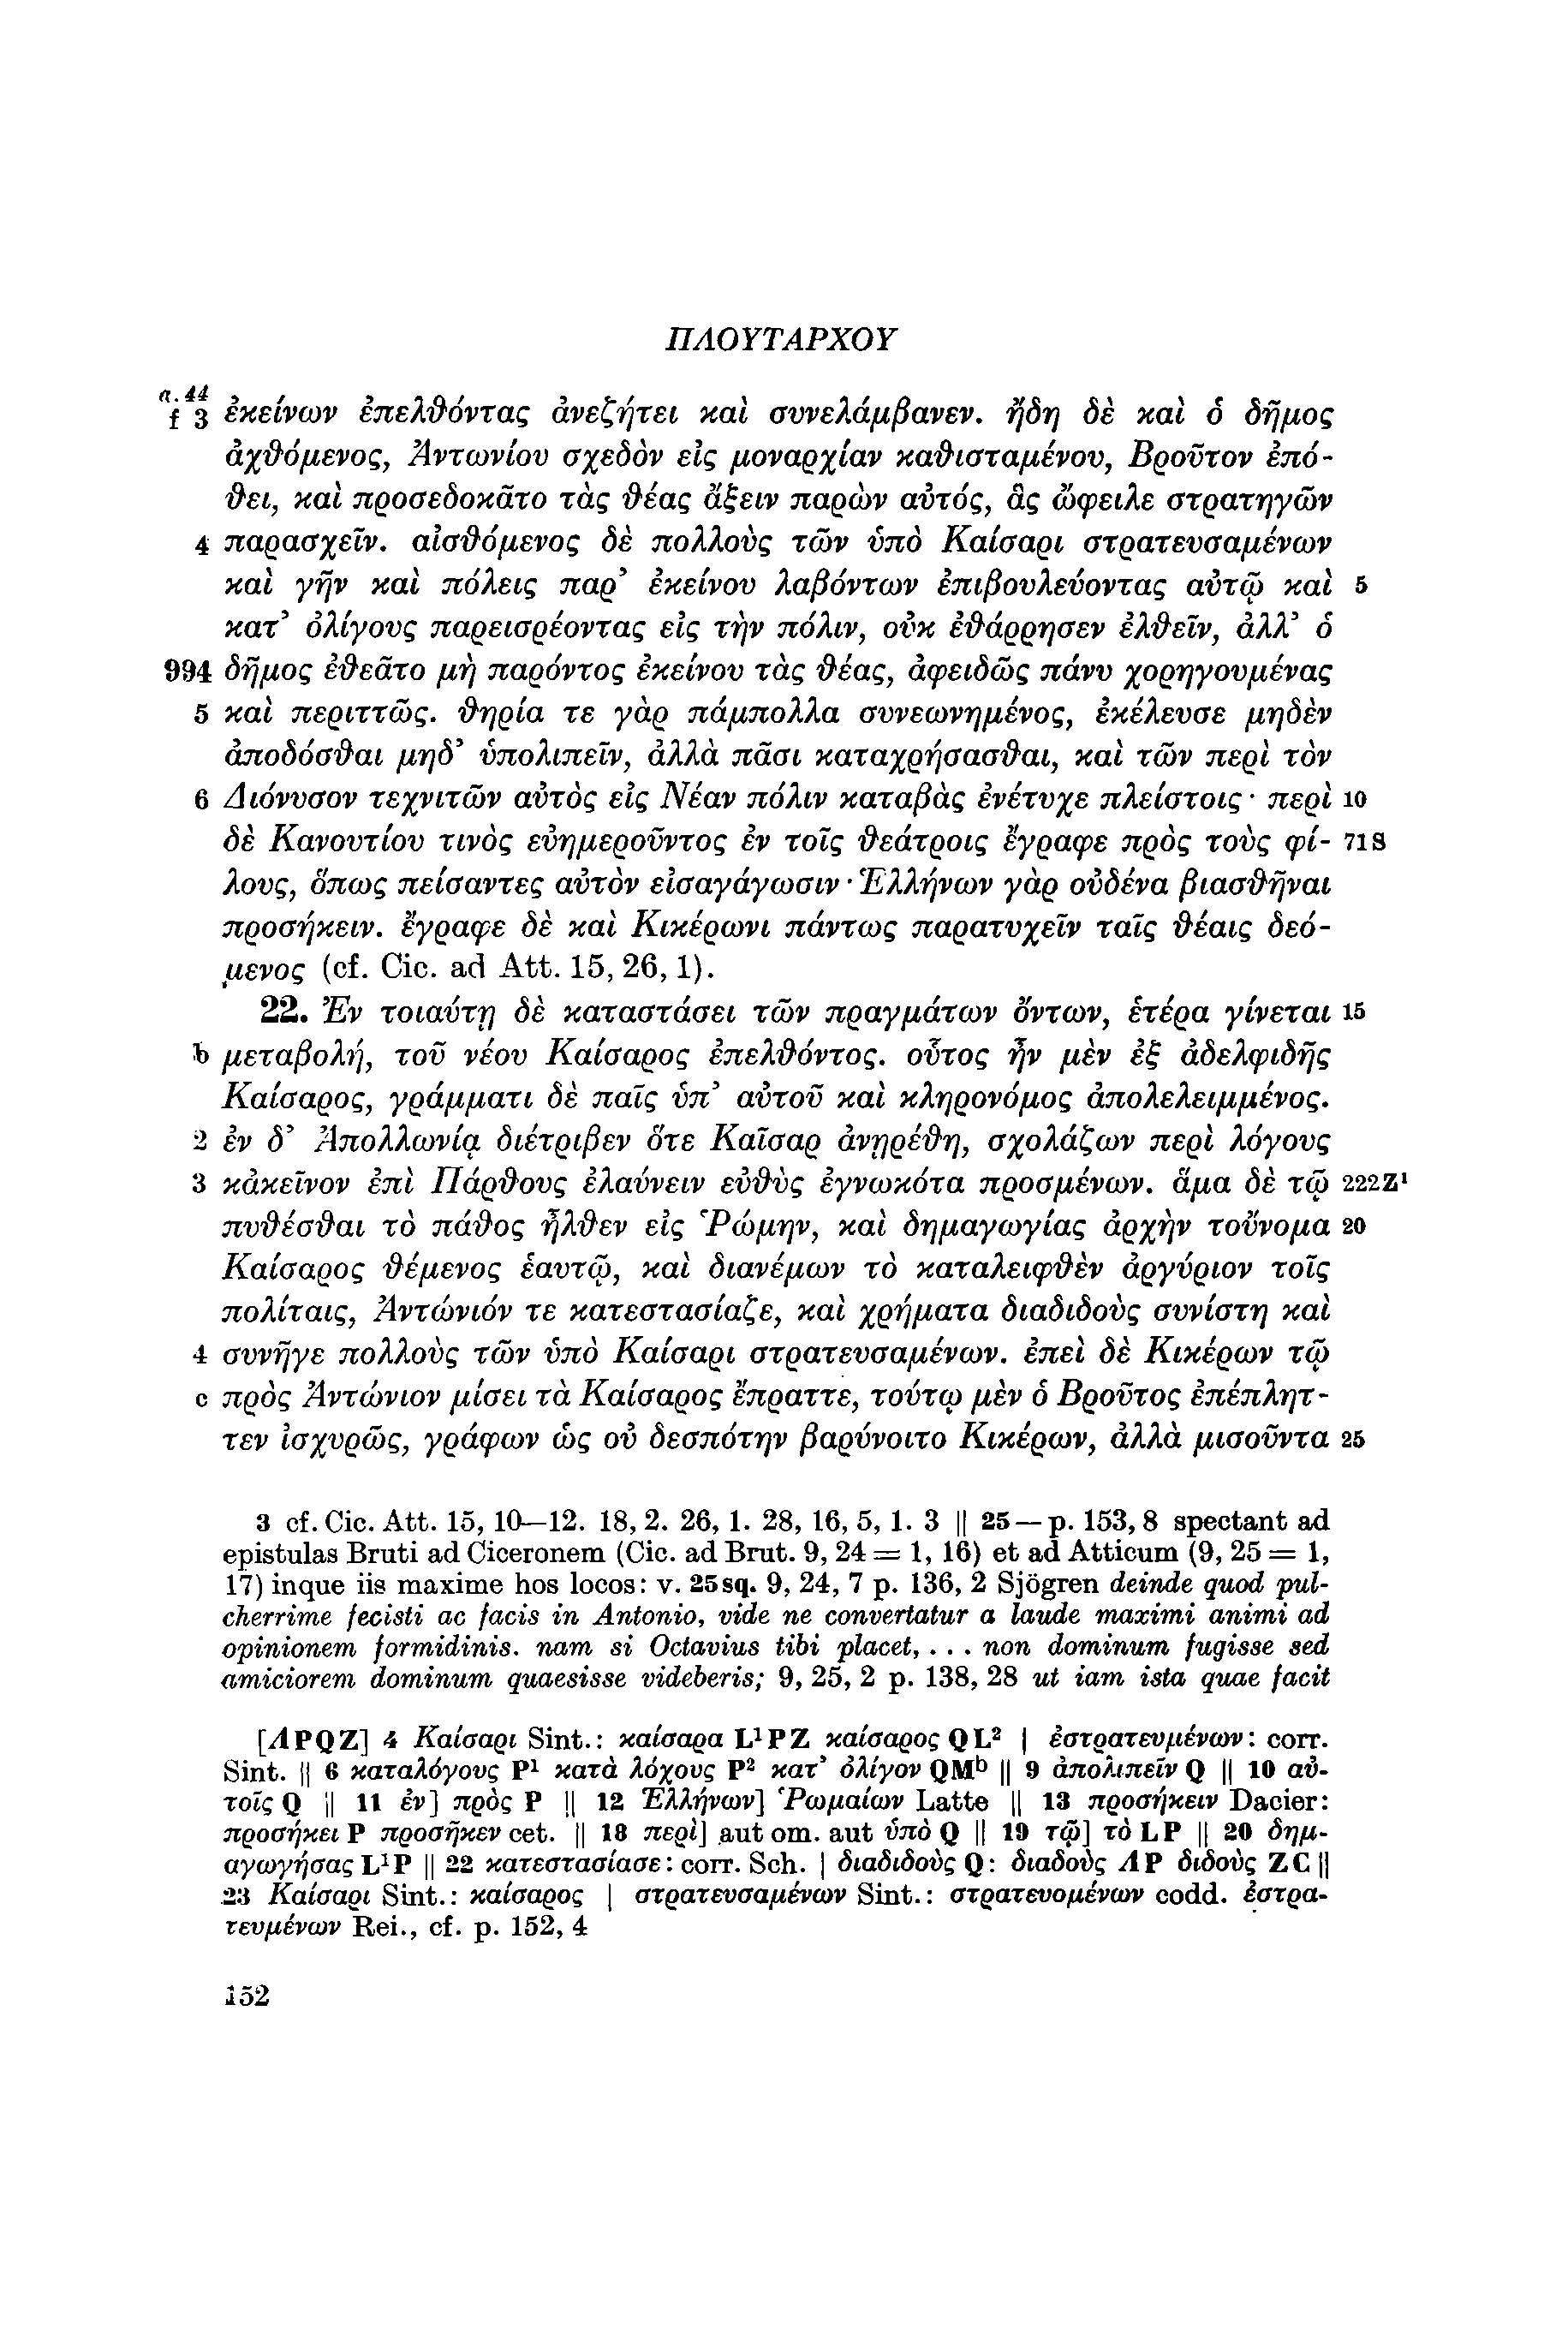 ΠΛΟΥΤΑΡΧΟΥ
a. 44
f 3 ἐκείνων ἐπελθόντας ἀνεζήτει καὶ συνελάμβανεν. ἤδη δὲ καὶ ὁ δῆμος
ἀχθόμενος, Ἀντωνίου σχεδὸν εἰς μοναρχίαν καθισταμένου, Βροῦτον ἐπό-
θει, καὶ προσεδοκᾶτο τὰς θέας ἄξειν παρὼν αὐτός, ἃς ὤφειλε στρατηγῶν
4 παρασχεῖν. αἰσθόμενος δὲ πολλοὺς τῶν ὑπὸ Καίσαρι στρατευσαμένων
καὶ γῆν καὶ πόλεις παρ' ἐκείνου λαβόντων ἐπιβουλεύοντας αὐτῷ καὶ 5
κατ' ὀλίγους παρεισρέοντας εἰς τὴν πόλιν, οὐκ ἐθάρρησεν ἐλθεῖν, ἀλλ' ὁ
994 δῆμος ἐθεᾶτο μὴ παρόντος ἐκείνου τὰς θέας, ἀφειδῶς πάνυ χορηγουμένας
5 καὶ περιττῶς. θηρία τε γὰρ πάμπολλα συνεωνημένος, ἐκέλευσε μηδὲν
ἀποδόσθαι μηδ' ὑπολιπεῖν, ἀλλὰ πᾶσι καταχρήσασθαι, καὶ τῶν περὶ τὸν
6 Διόνυσον τεχνιτῶν αὐτὸς εἰς Νέαν πόλιν καταβὰς ἐνέτυχε πλείστοις· περὶ 10
δὲ Κανουτίου τινὸς εὐημεροῦντος ἐν τοῖς θεάτροις ἔγραφε πρὸς τοὺς φί- 71 S
λους, ὅπως πείσαντες αὐτὸν εἰσαγάγωσιν· Ἑλλήνων γὰρ οὐδένα βιασθῆναι
προσήκειν. ἔγραφε δὲ καὶ Κικέρωνι πάντως παρατυχεῖν ταῖς θέαις δεό-
μενος (cf. Cic. ad Att. 15, 26, 1).
22. Ἐν τοιαύτῃ δὲ καταστάσει τῶν πραγμάτων ὄντων, ἑτέρα γίνεται 15
b μεταβολή, τοῦ νέου Καίσαρος ἐπελθόντος. οὗτος ἦν μὲν ἐξ ἀδελφιδῆς
Καίσαρος, γράμματι δὲ παῖς ὑπ' αὐτοῦ καὶ κληρονόμος ἀπολελειμμένος.
2 ἐν δ' Ἀπολλωνίᾳ διέτριβεν ὅτε Καῖσαρ ἀνῃρέθη, σχολάζων περὶ λόγους
3 κἀκεῖνον ἐπὶ Πάρθους ἐλαύνειν εὐθὺς ἐγνωκότα προσμένων. ἅμα δὲ τῷ 222 Z¹
πυθέσθαι τὸ πάθος ἦλθεν εἰς Ῥώμην, καὶ δημαγωγίας ἀρχὴν τοὔνομα 20
Καίσαρος θέμενος ἑαυτῷ, καὶ διανέμων τὸ καταλειφθὲν ἀργύριον τοῖς
πολίταις, Ἀντώνιόν τε κατεστασίαζε, καὶ χρήματα διαδιδοὺς συνίστη καὶ
4 συνῆγε πολλοὺς τῶν ὑπὸ Καίσαρι στρατευσαμένων. ἐπεὶ δὲ Κικέρων τῷ
c πρὸς Ἀντώνιον μίσει τὰ Καίσαρος ἔπραττε, τούτῳ μὲν ὁ Βροῦτος ἐπέπλητ-
τεν ἰσχυρῶς, γράφων ὡς οὐ δεσπότην βαρύνοιτο Κικέρων, ἀλλὰ μισοῦντα 25
3 cf. Cic. Att. 15, 10—12. 18, 2. 26, 1. 28, 16, 5, 1. 3 || 25 — p. 153, 8 spectant ad
epistulas Bruti ad Ciceronem (Cic. ad Brut. 9, 24 = 1, 16) et ad Atticum (9, 25 = 1,
17) inque iis maxime hos locos: v. 25 sq. 9, 24, 7 p. 136, 2 Sjögren deinde quod pul-
cherrime fecisti ac facis in Antonio, vide ne convertatur a laude maximi animi ad
opinionem formidinis. nam si Octavius tibi placet, . . . non dominum fugisse sed
amiciorem dominum quaesisse videberis; 9, 25, 2 p. 138, 28 ut iam ista quae facit
[ΛPQZ] 4 Καίσαρι Sint.: καίσαρα L¹PZ καίσαρος QL² | ἐστρατευμένων: corr.
Sint. || 6 καταλόγους P¹ κατὰ λόχους P² κατ' ὀλίγον QMᵇ || 9 ἀπολιπεῖν Q || 10 αὐ-
τοῖς Q || 11 ἐν] πρὸς P || 12 Ἑλλήνων] Ῥωμαίων Latte || 13 προσήκειν Dacier:
προσήκει P προσῆκεν cet. || 18 περὶ] aut om. aut ὑπὸ Q || 19 τῷ] τὸ LP || 20 δημ-
αγωγήσας L¹P || 22 κατεστασίασε: corr. Sch. | διαδιδοὺς Q: διαδοὺς ΛP διδοὺς ZC ||
23 Καίσαρι Sint.: καίσαρος | στρατευσαμένων Sint.: στρατευομένων codd. ἐστρα-
τευμένων Rei., cf. p. 152, 4
152